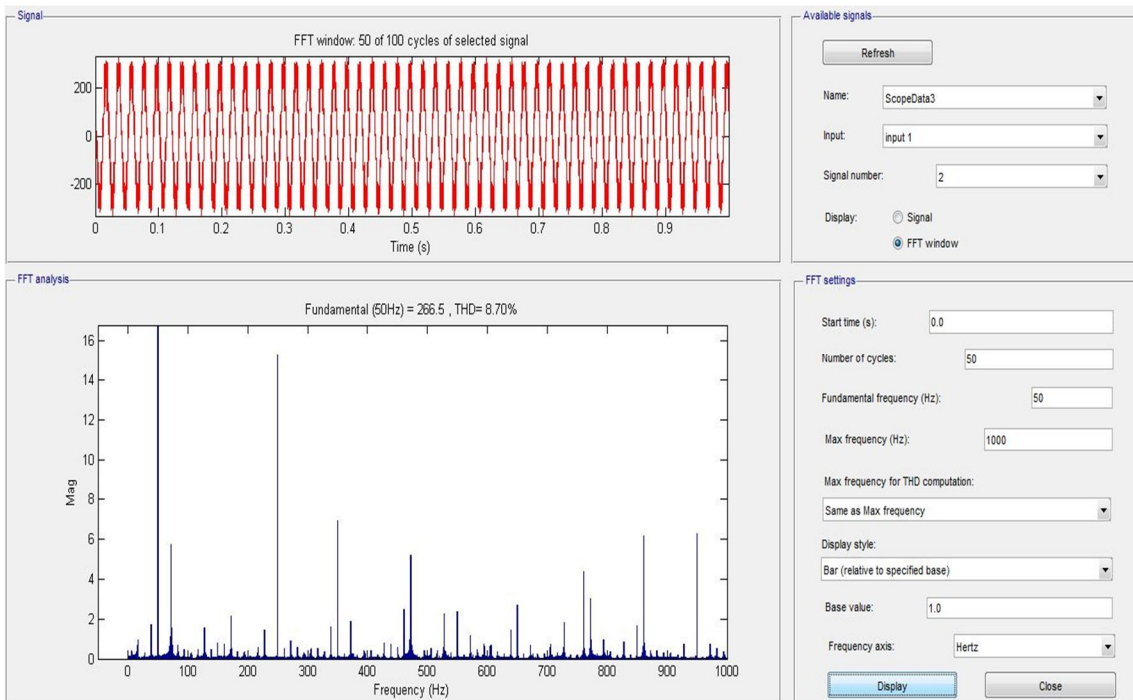 Signal
FFT window: 50 of 100 cycles of selected signal
200
0
-200
0 0.1 0.2 0.3 0.4 0.5 0.6 0.7 0.8 0.9
Time (s)
Available signals
Refresh
Name: ScopeData3
Input: input 1
Signal number: 2
Display: Signal
FFT window
FFT analysis
Fundamental (50Hz) = 266.5 , THD= 8.70%
16
14
12
10
8
6
4
2
0
Mag
0 100 200 300 400 500 600 700 800 900 1000
Frequency (Hz)
FFT settings
Start time (s): 0.0
Number of cycles: 50
Fundamental frequency (Hz): 50
Max frequency (Hz): 1000
Max frequency for THD computation:
Same as Max frequency
Display style:
Bar (relative to specified base)
Base value: 1.0
Frequency axis: Hertz
Display Close